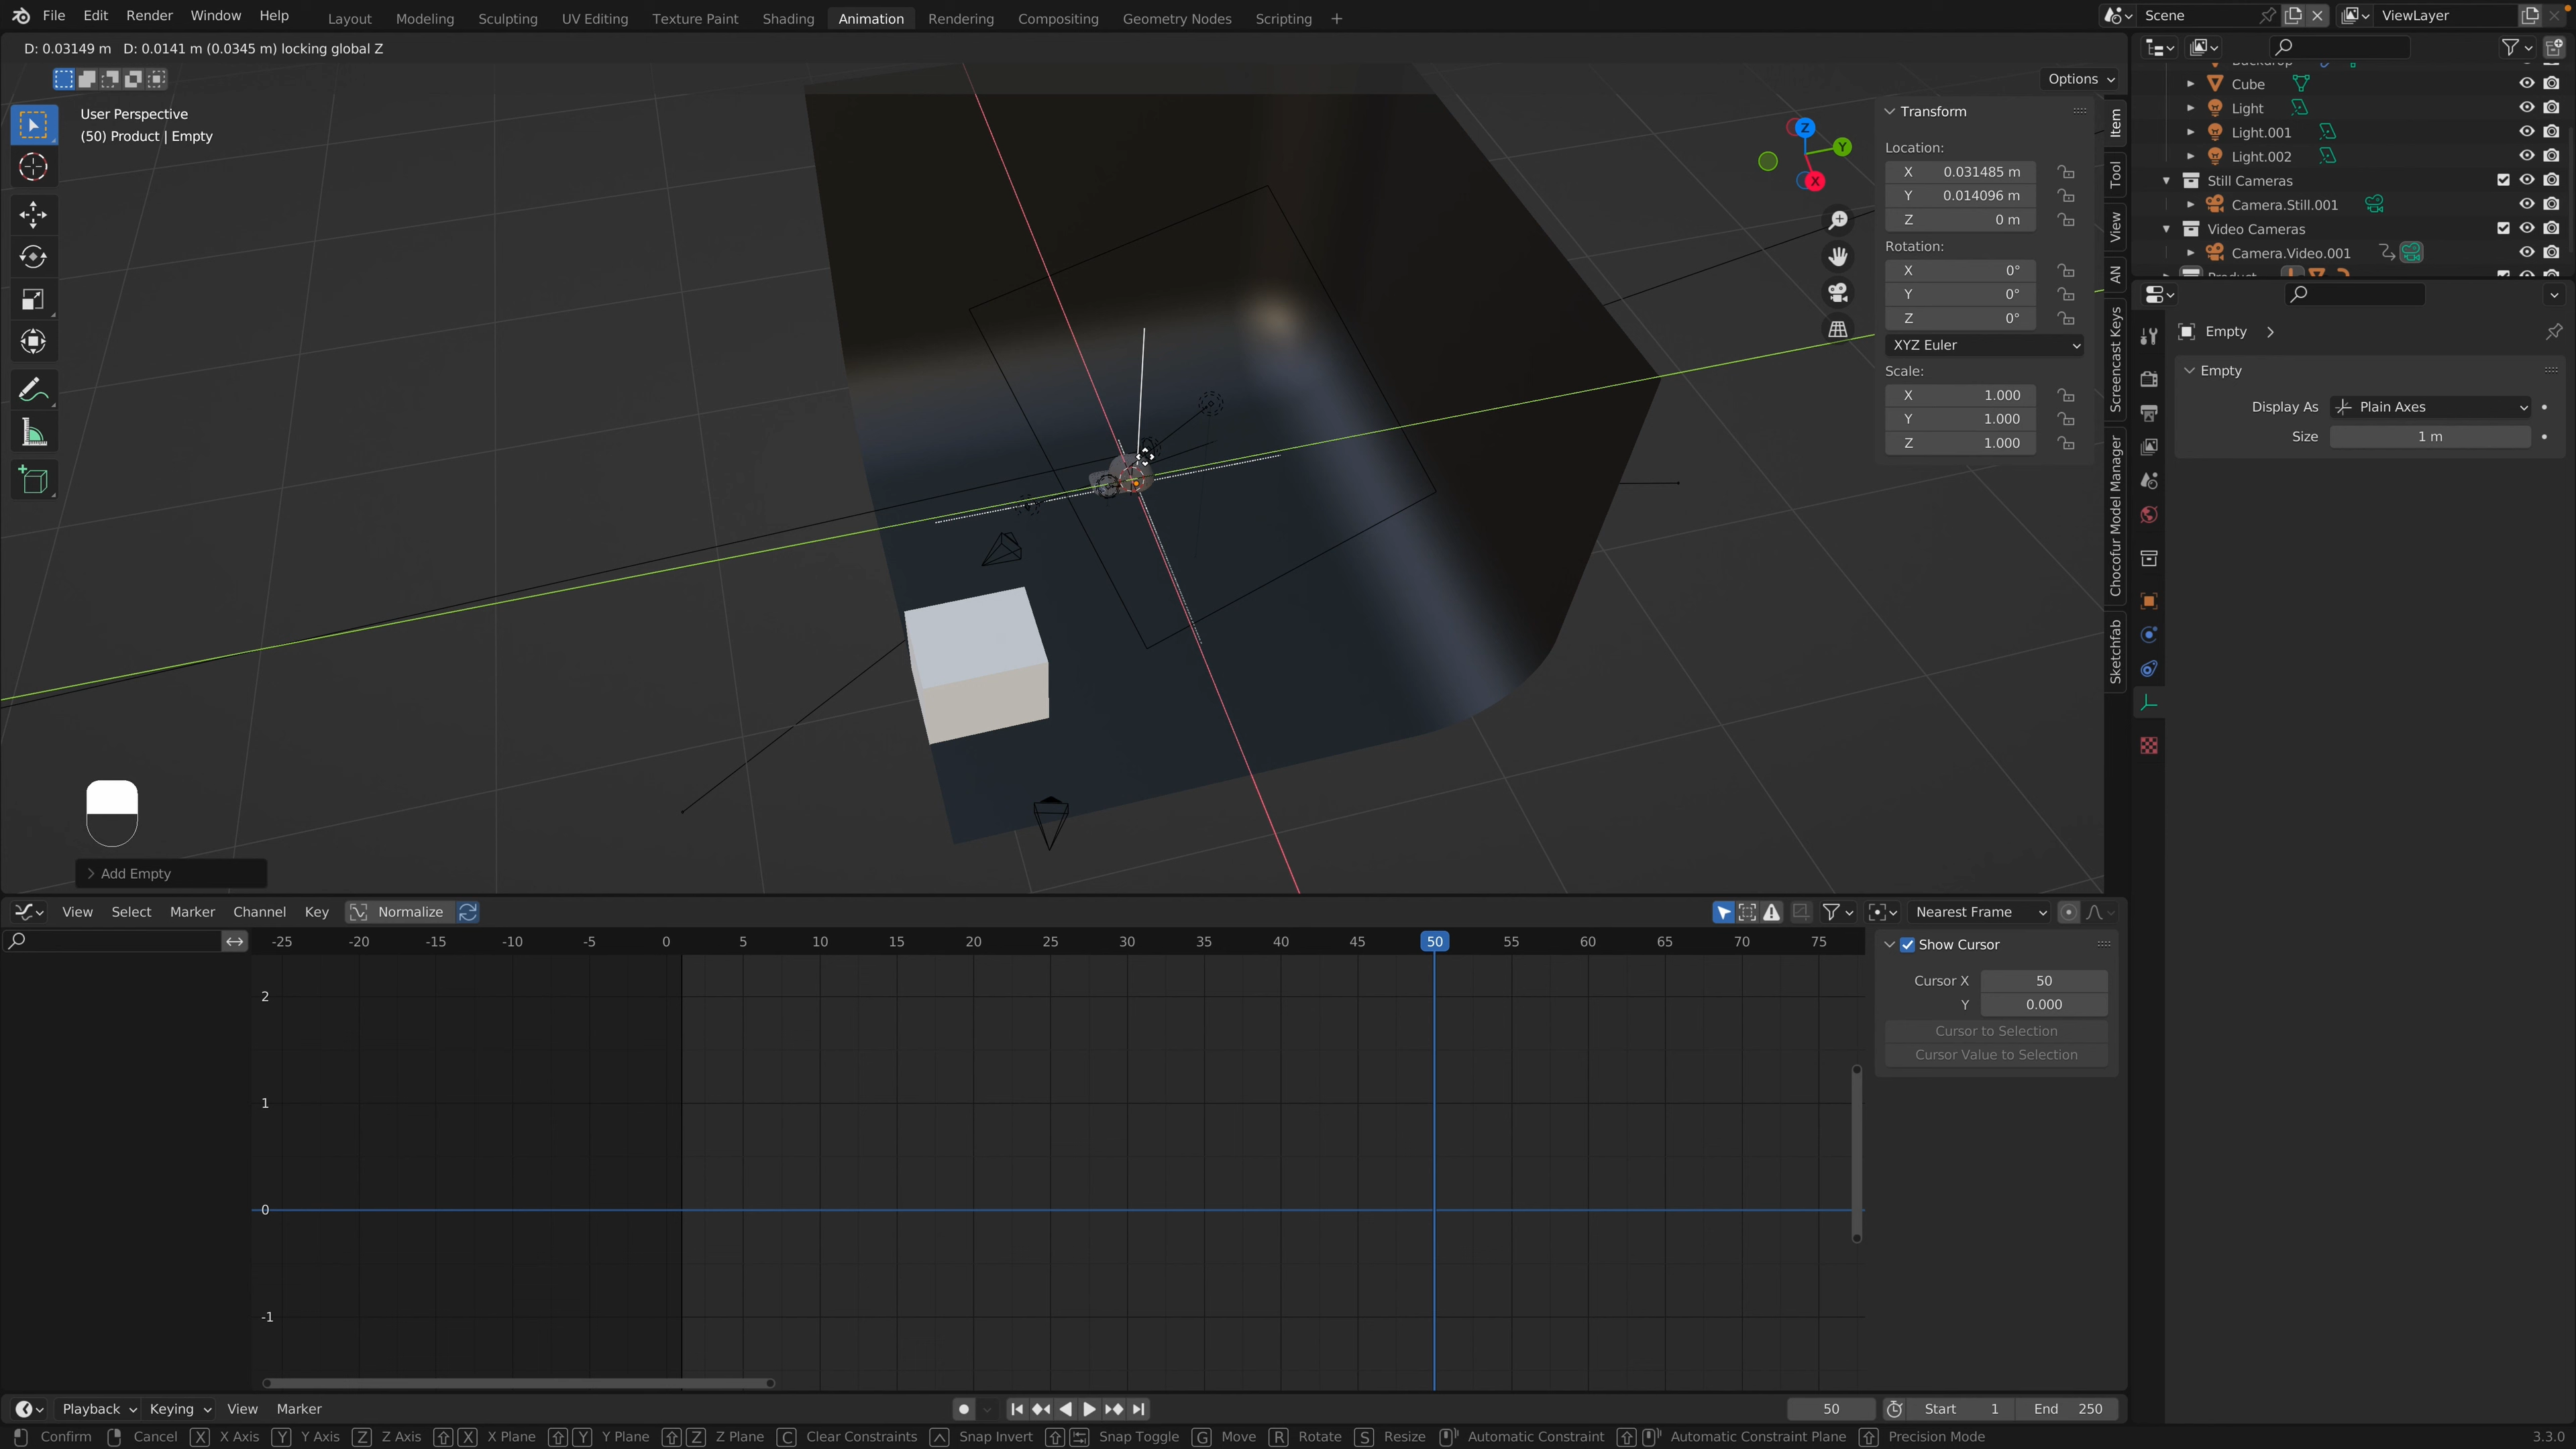 File Edit Render Window Help Layout Modeling Sculpting UV Editing Texture Paint Shading Animation Rendering Compositing Geometry Nodes Scripting + Scene ViewLayer
D: 0.03149 m D: 0.0141 m (0.0345 m) locking global Z
Options
User Perspective
(50) Product | Empty
Z
Y
X
Transform
Location:
X 0.031485 m
Y 0.014096 m
Z 0 m
Rotation:
X 0°
Y 0°
Z 0°
XYZ Euler
Scale:
X 1.000
Y 1.000
Z 1.000
Item
Tool
View
AN
Screencast Keys
Chocofur Model Manager
Sketchfab
Backdrop
Cube
Light
Light.001
Light.002
Still Cameras
Camera.Still.001
Video Cameras
Camera.Video.001
Product
Empty
Empty
Display As Plain Axes
Size 1 m
Add Empty
View Select Marker Channel Key Normalize Nearest Frame
-25 -20 -15 -10 -5 0 5 10 15 20 25 30 35 40 45 50 55 60 65 70 75
2
1
0
-1
Show Cursor
Cursor X 50
Y 0.000
Cursor to Selection
Cursor Value to Selection
Playback Keying View Marker 50 Start 1 End 250
Confirm Cancel X X Axis Y Y Axis Z Z Axis X X Plane Y Y Plane Z Z Plane C Clear Constraints Snap Invert Snap Toggle G Move R Rotate S Resize Automatic Constraint Automatic Constraint Plane Precision Mode 3.3.0